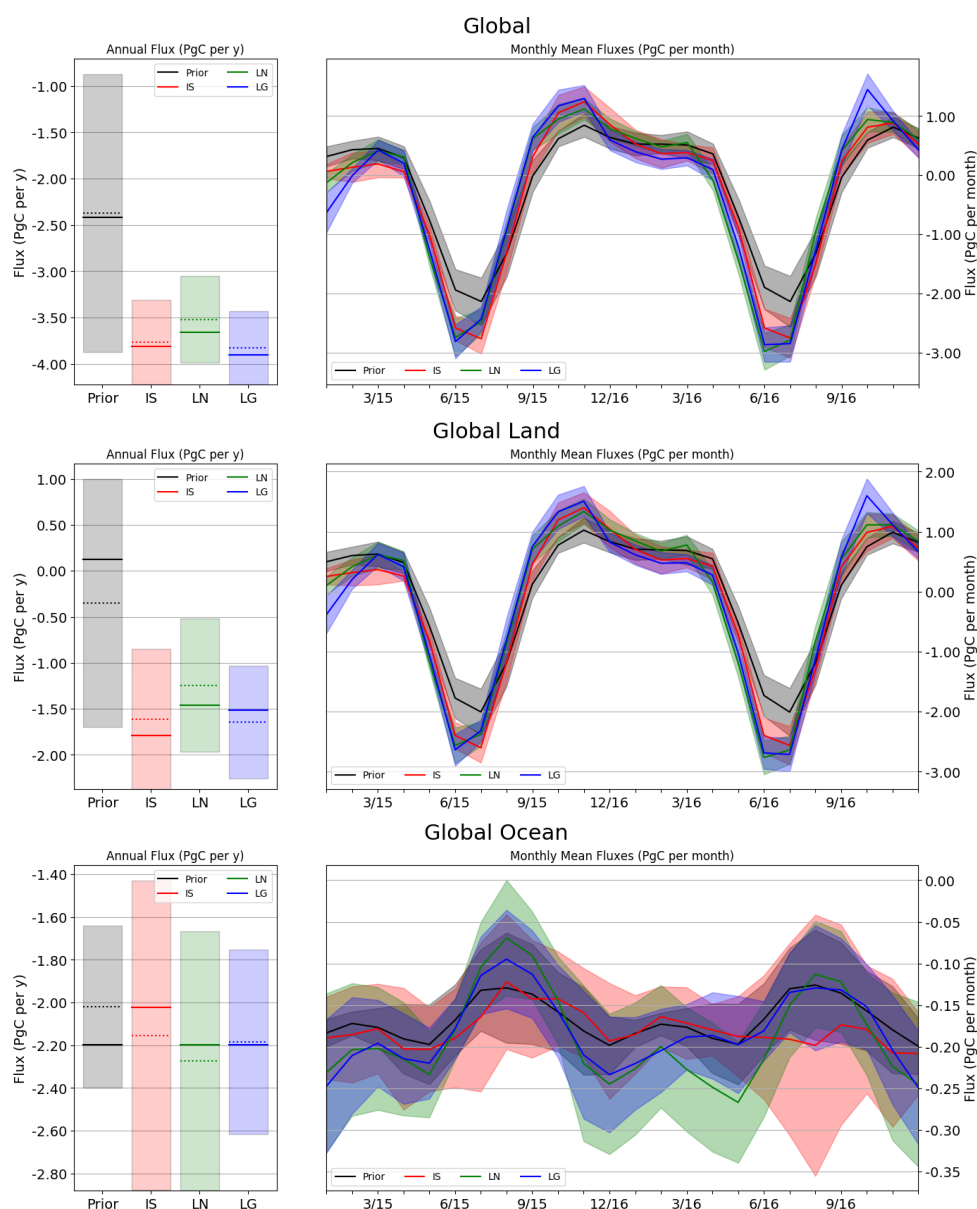 Global
Annual Flux (PgC per y)
Monthly Mean Fluxes (PgC per month)
Prior
IS
LN
LG
-1.00
-1.50
-2.00
-2.50
-3.00
-3.50
-4.00
Flux (PgC per y)
Prior IS LN LG
1.00
0.00
-1.00
-2.00
-3.00
Flux (PgC per month)
Prior IS LN LG
3/15 6/15 9/15 12/16 3/16 6/16 9/16
Global Land
Annual Flux (PgC per y)
Monthly Mean Fluxes (PgC per month)
Prior
IS
LN
LG
1.00
0.50
0.00
-0.50
-1.00
-1.50
-2.00
Flux (PgC per y)
Prior IS LN LG
2.00
1.00
0.00
-1.00
-2.00
-3.00
Flux (PgC per month)
Prior IS LN LG
3/15 6/15 9/15 12/16 3/16 6/16 9/16
Global Ocean
Annual Flux (PgC per y)
Monthly Mean Fluxes (PgC per month)
Prior
IS
LN
LG
-1.40
-1.60
-1.80
-2.00
-2.20
-2.40
-2.60
-2.80
Flux (PgC per y)
Prior IS LN LG
0.00
-0.05
-0.10
-0.15
-0.20
-0.25
-0.30
-0.35
Flux (PgC per month)
Prior IS LN LG
3/15 6/15 9/15 12/16 3/16 6/16 9/16